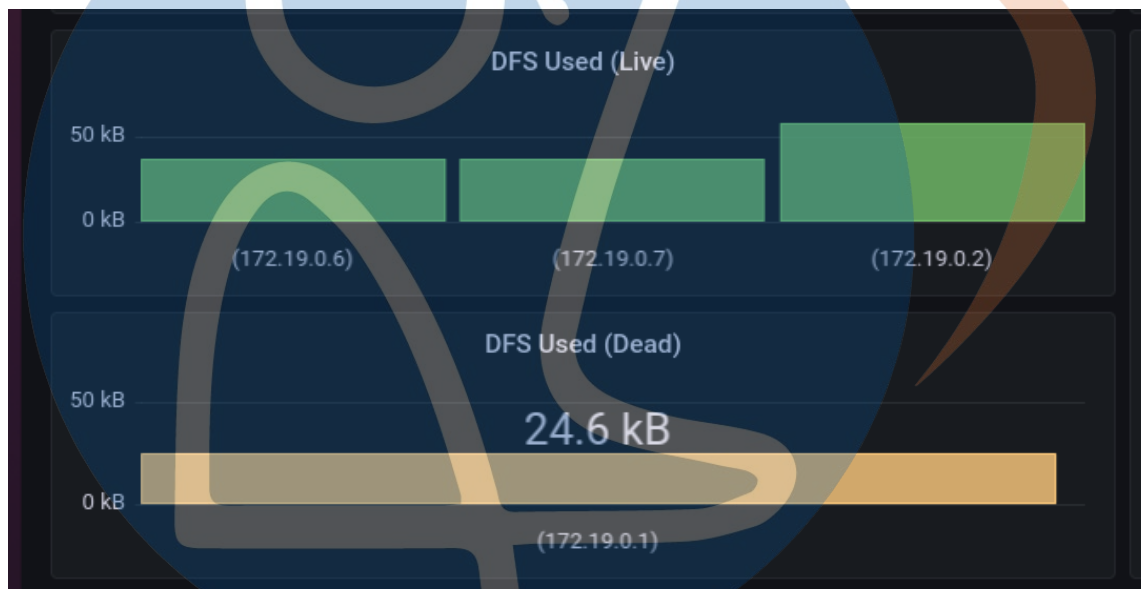 DFS Used (Live)
50 kB
0 kB
(172.19.0.6) (172.19.0.7) (172.19.0.2)
DFS Used (Dead)
50 kB
24.6 kB
0 kB
(172.19.0.1)